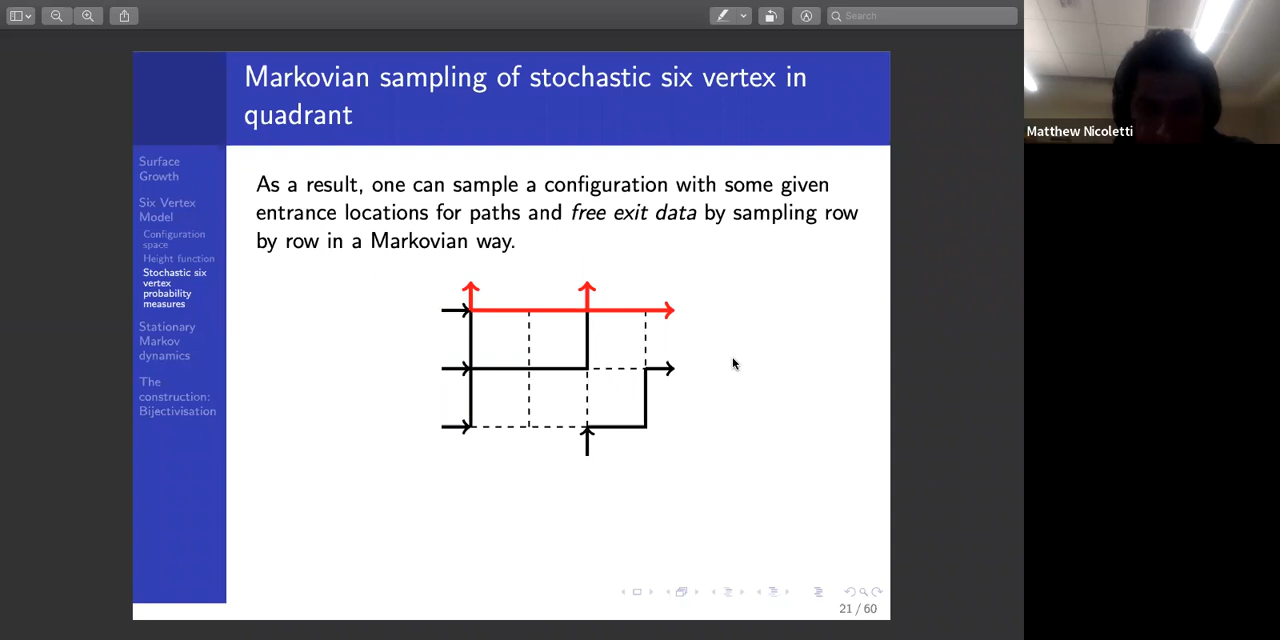 Search
Matthew Nicoletti
Markovian sampling of stochastic six vertex in
quadrant
Surface
Growth
Six Vertex
Model
Configuration
space
Height function
Stochastic six
vertex
probability
measures
Stationary
Markov
dynamics
The
construction:
Bijectivisation
As a result, one can sample a configuration with some given
entrance locations for paths and free exit data by sampling row
by row in a Markovian way.
21 / 60